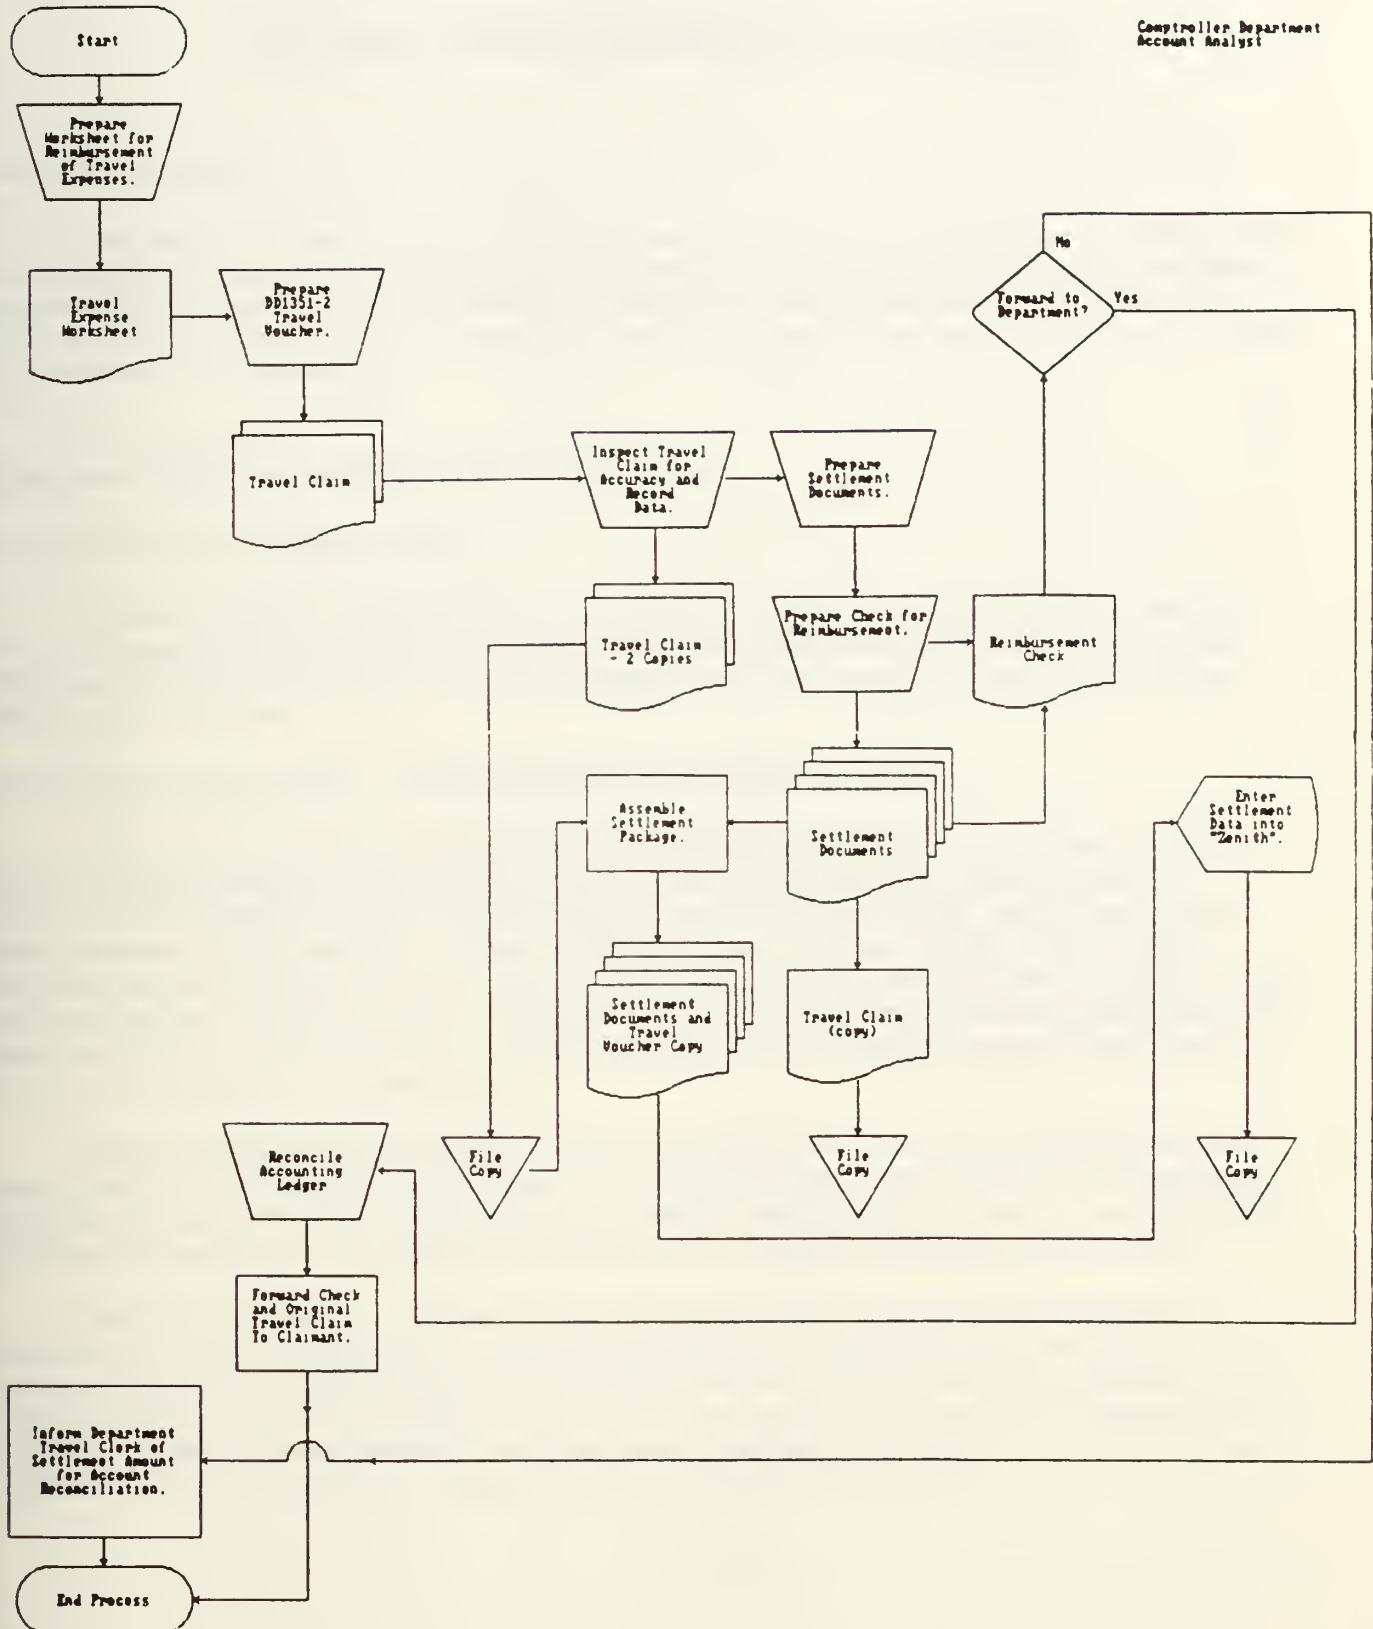 Comptroller Department
Account Analyst
Start
Prepare
Worksheet for
Reimbursement
of Travel
Expenses.
Travel
Expense
Worksheet
Prepare
DD1351-2
Travel
Voucher.
No
Forward to
Department?
Yes
Travel Claim
Inspect Travel
Claim for
Accuracy and
Record
Data.
Prepare
Settlement
Documents.
Travel Claim
- 2 Copies
Prepare Check for
Reimbursement.
Reimbursement
Check
Assemble
Settlement
Package.
Settlement
Documents
Enter
Settlement
Data into
"Zenith".
Settlement
Documents and
Travel
Voucher Copy
Travel Claim
(copy)
Reconcile
Accounting
Ledger
File
Copy
File
Copy
File
Copy
Forward Check
and Original
Travel Claim
To Claimant.
Inform Department
Travel Clerk of
Settlement Amount
for Account
Reconciliation.
End Process